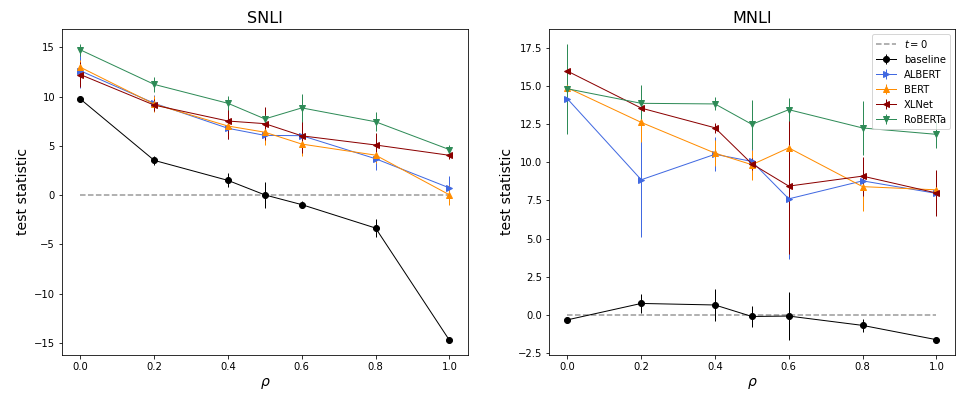 SNLI
15
10
5
0
−5
−10
−15
test statistic
0.0 0.2 0.4 0.6 0.8 1.0
ρ
MNLI
17.5
15.0
12.5
10.0
7.5
5.0
2.5
0.0
−2.5
test statistic
0.0 0.2 0.4 0.6 0.8 1.0
ρ
t = 0
baseline
ALBERT
BERT
XLNet
RoBERTa